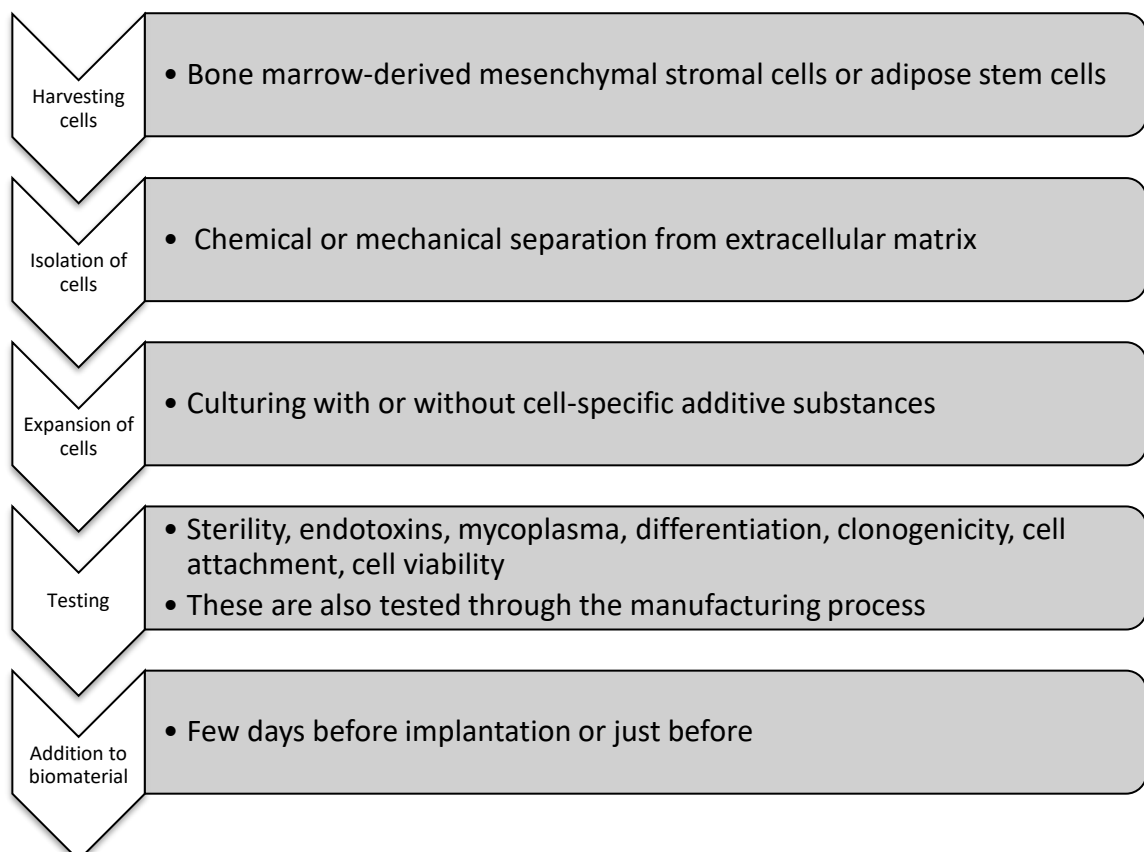 Harvesting
cells
• Bone marrow-derived mesenchymal stromal cells or adipose stem cells
Isolation of
cells
• Chemical or mechanical separation from extracellular matrix
Expansion of
cells
• Culturing with or without cell-specific additive substances
Testing
• Sterility, endotoxins, mycoplasma, differentiation, clonogenicity, cell
attachment, cell viability
• These are also tested through the manufacturing process
Addition to
biomaterial
• Few days before implantation or just before